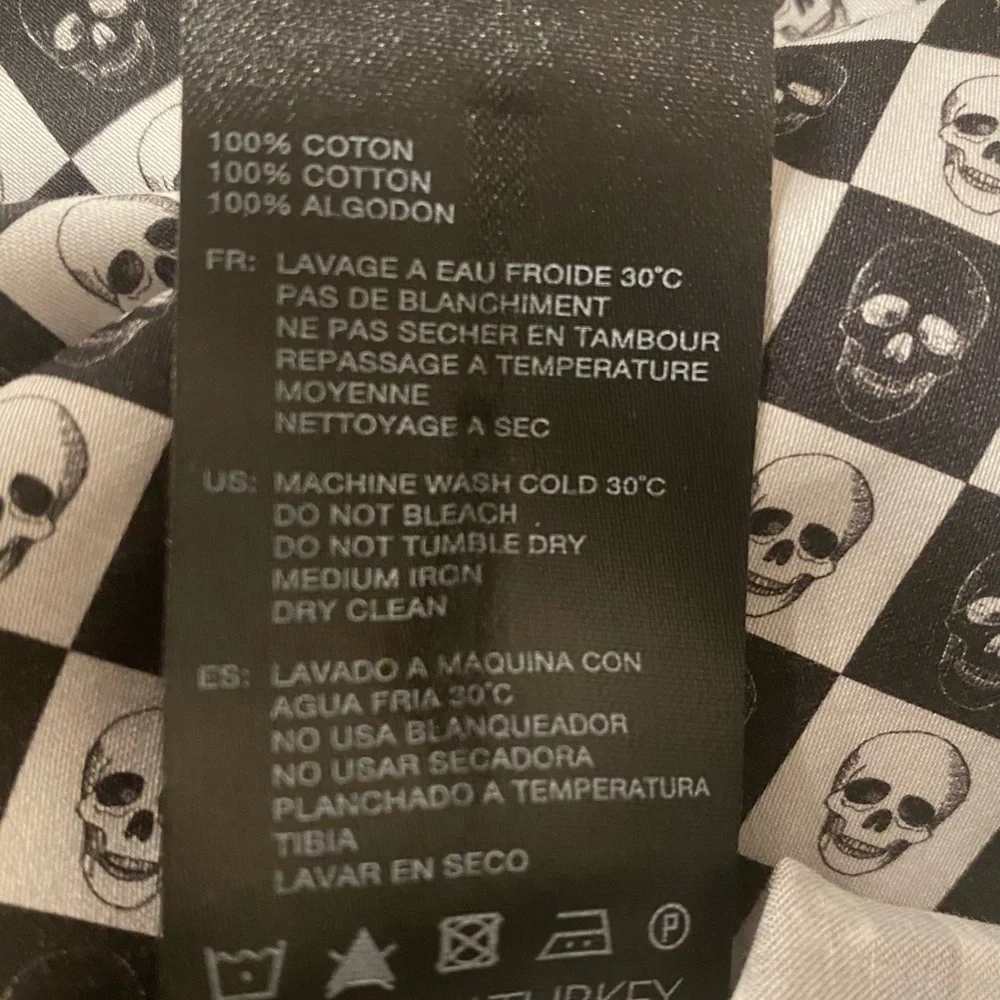 100% COTON
100% COTTON
100% ALGODON
FR: LAVAGE A EAU FROIDE 30°C
PAS DE BLANCHIMENT
NE PAS SECHER EN TAMBOUR
REPASSAGE A TEMPERATURE
MOYENNE
NETTOYAGE A SEC
US: MACHINE WASH COLD 30°C
DO NOT BLEACH
DO NOT TUMBLE DRY
MEDIUM IRON
DRY CLEAN
ES: LAVADO A MAQUINA CON
AGUA FRIA 30°C
NO USA BLANQUEADOR
NO USAR SECADORA
PLANCHADO A TEMPERATURA
TIBIA
LAVAR EN SECO
P
TURKEY